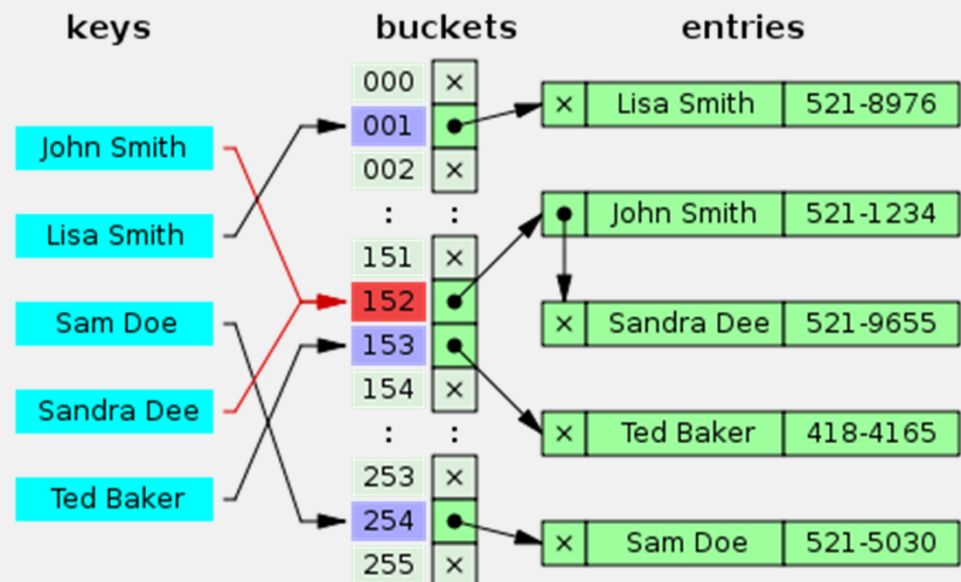 keys
buckets
entries
John Smith
Lisa Smith
Sam Doe
Sandra Dee
Ted Baker
000 ×
001
002 ×
: :
151 ×
152
153
154 ×
: :
253 ×
254
255 ×
× Lisa Smith 521-8976
John Smith 521-1234
× Sandra Dee 521-9655
× Ted Baker 418-4165
× Sam Doe 521-5030